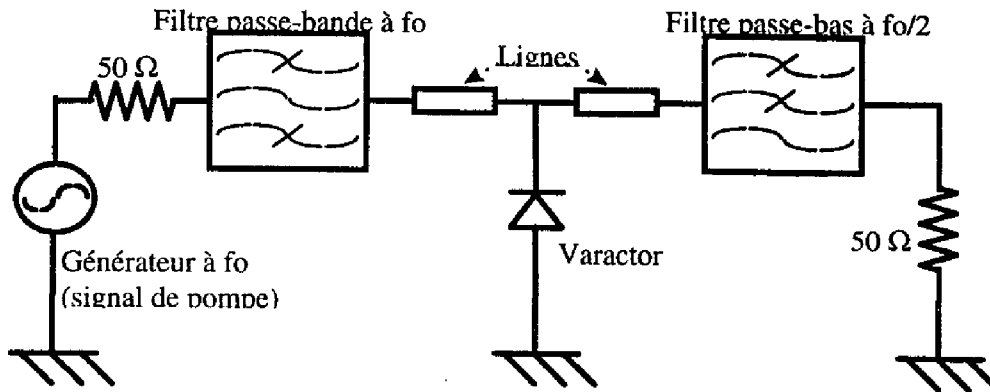 Filtre passe-bande à fo
Filtre passe-bas à fo/2
50 Ω
Lignes
Générateur à fo
(signal de pompe)
Varactor
50 Ω